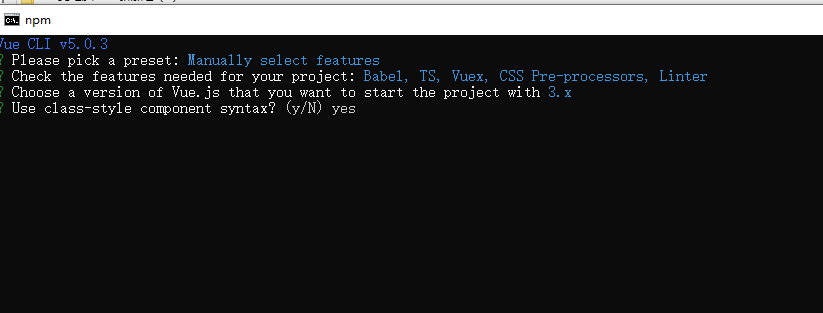 npm
Vue CLI v5.0.3
? Please pick a preset: Manually select features
? Check the features needed for your project: Babel, TS, Vuex, CSS Pre-processors, Linter
? Choose a version of Vue.js that you want to start the project with 3.x
? Use class-style component syntax? (y/N) yes